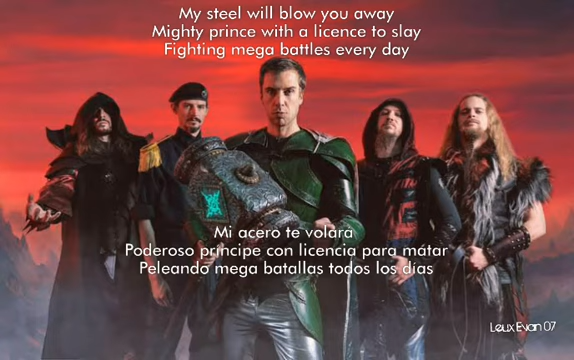 My steel will blow you away
Mighty prince with a licence to slay
Fighting mega battles every day
Mi acero te volará
Poderoso príncipe con licencia para matar
Peleando mega batallas todos los días
Leux Evan 07